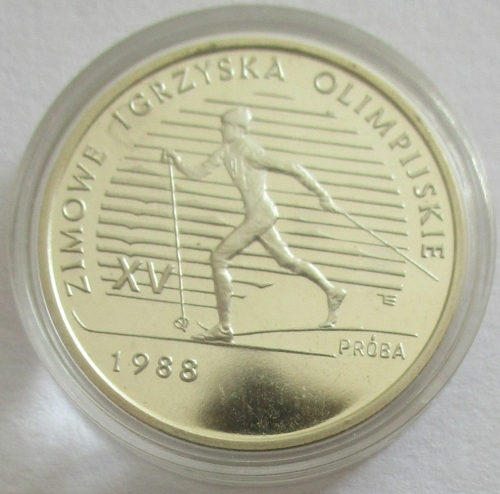 ZIMOWE IGRZYSKA OLIMPIJSKIE
XV
PRÓBA
1988